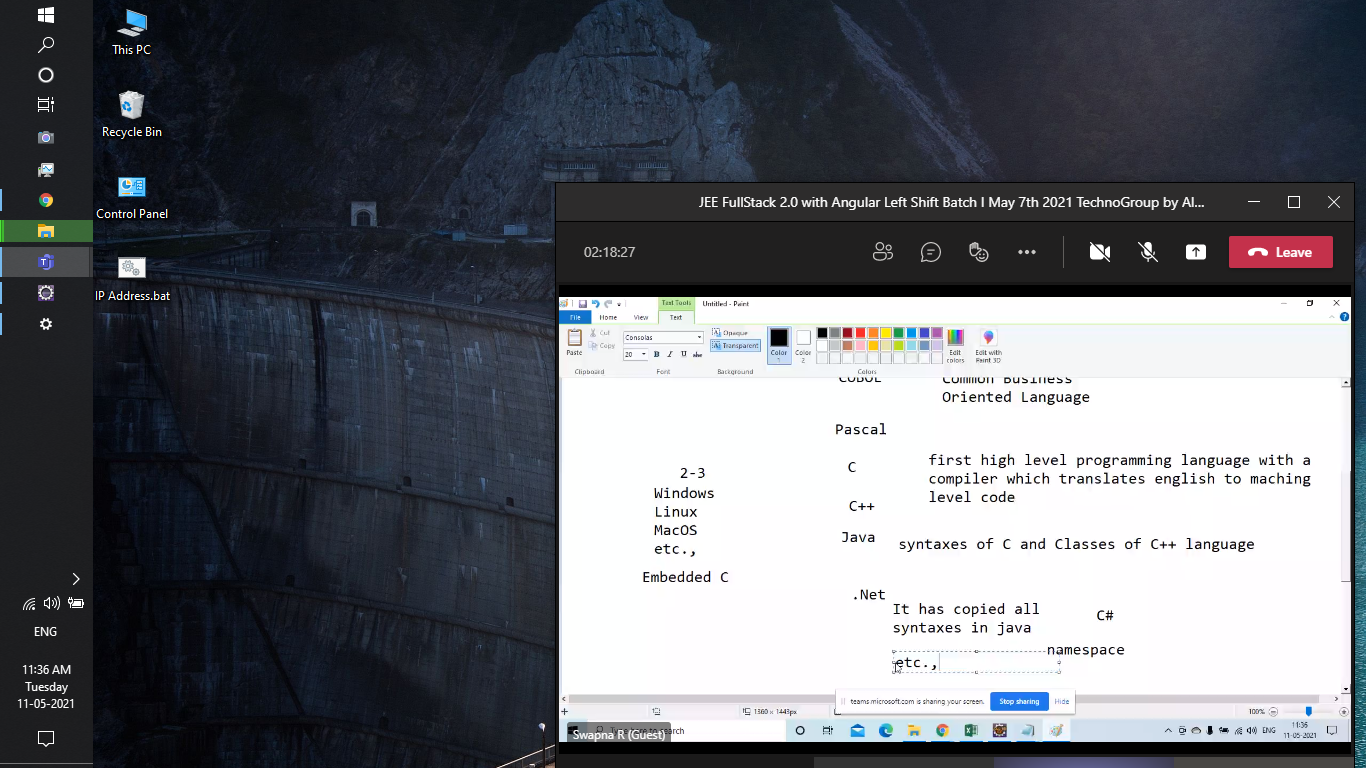 This PC
Recycle Bin
Control Panel
IP Address.bat
ENG
11:36 AM
Tuesday
11-05-2021
JEE FullStack 2.0 with Angular Left Shift Batch I May 7th 2021 TechnoGroup by Al...
02:18:27
Leave
Text Tools
Untitled - Paint
File
Home
View
Text
Paste
Cut
Copy
Clipboard
Consolas
20
B
I
U
abc
Font
Opaque
Transparent
Background
Color
1
Color
2
Colors
Edit
colors
Edit with
Paint 3D
COBOL
Common Business
Oriented Language
Pascal
C
first high level programming language with a
compiler which translates english to maching
level code
2-3
Windows
Linux
MacOS
etc.,
C++
Java
syntaxes of C and Classes of C++ language
Embedded C
.Net
It has copied all
syntaxes in java
C#
namespace
etc.,
teams.microsoft.com is sharing your screen.
Stop sharing
Hide
1360 × 1443px
100%
Swapna R (Guest)
to search
ENG
11:36
11-05-2021